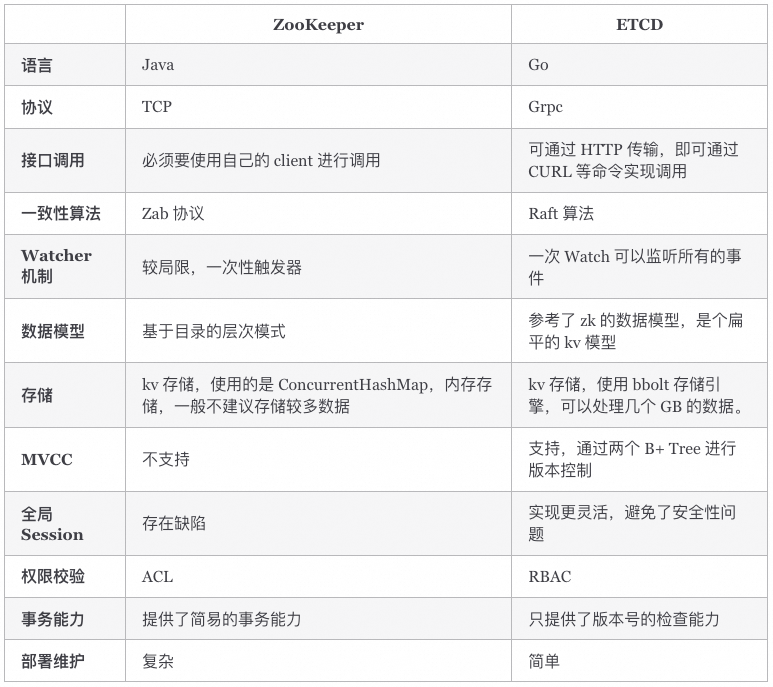 ZooKeeper
ETCD
语言
Java
Go
协议
TCP
Grpc
接口调用
必须要使用自己的 client 进行调用
可通过 HTTP 传输，即可通过
CURL 等命令实现调用
一致性算法
Zab 协议
Raft 算法
Watcher
机制
较局限，一次性触发器
一次 Watch 可以监听所有的事
件
数据模型
基于目录的层次模式
参考了 zk 的数据模型，是个扁
平的 kv 模型
存储
kv 存储，使用的是 ConcurrentHashMap，内存存
储，一般不建议存储较多数据
kv 存储，使用 bbolt 存储引
擎，可以处理几个 GB 的数据。
MVCC
不支持
支持，通过两个 B+ Tree 进行
版本控制
全局
Session
存在缺陷
实现更灵活，避免了安全性问
题
权限校验
ACL
RBAC
事务能力
提供了简易的事务能力
只提供了版本号的检查能力
部署维护
复杂
简单